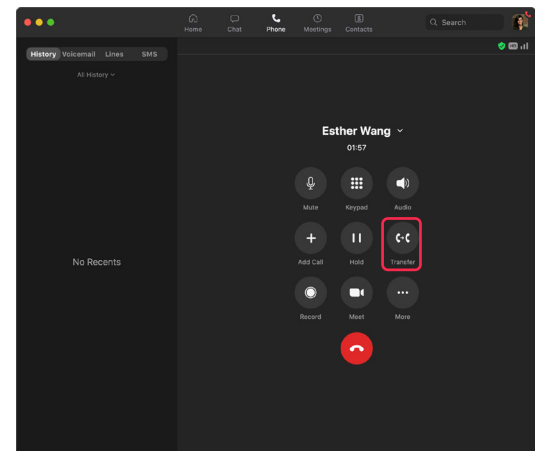 Home Chat Phone Meetings Contacts
Search
History Voicemail Lines SMS
HD
All History
Esther Wang
01:57
Mute Keypad Audio
Add Call Hold Transfer
No Recents
Record Meet More